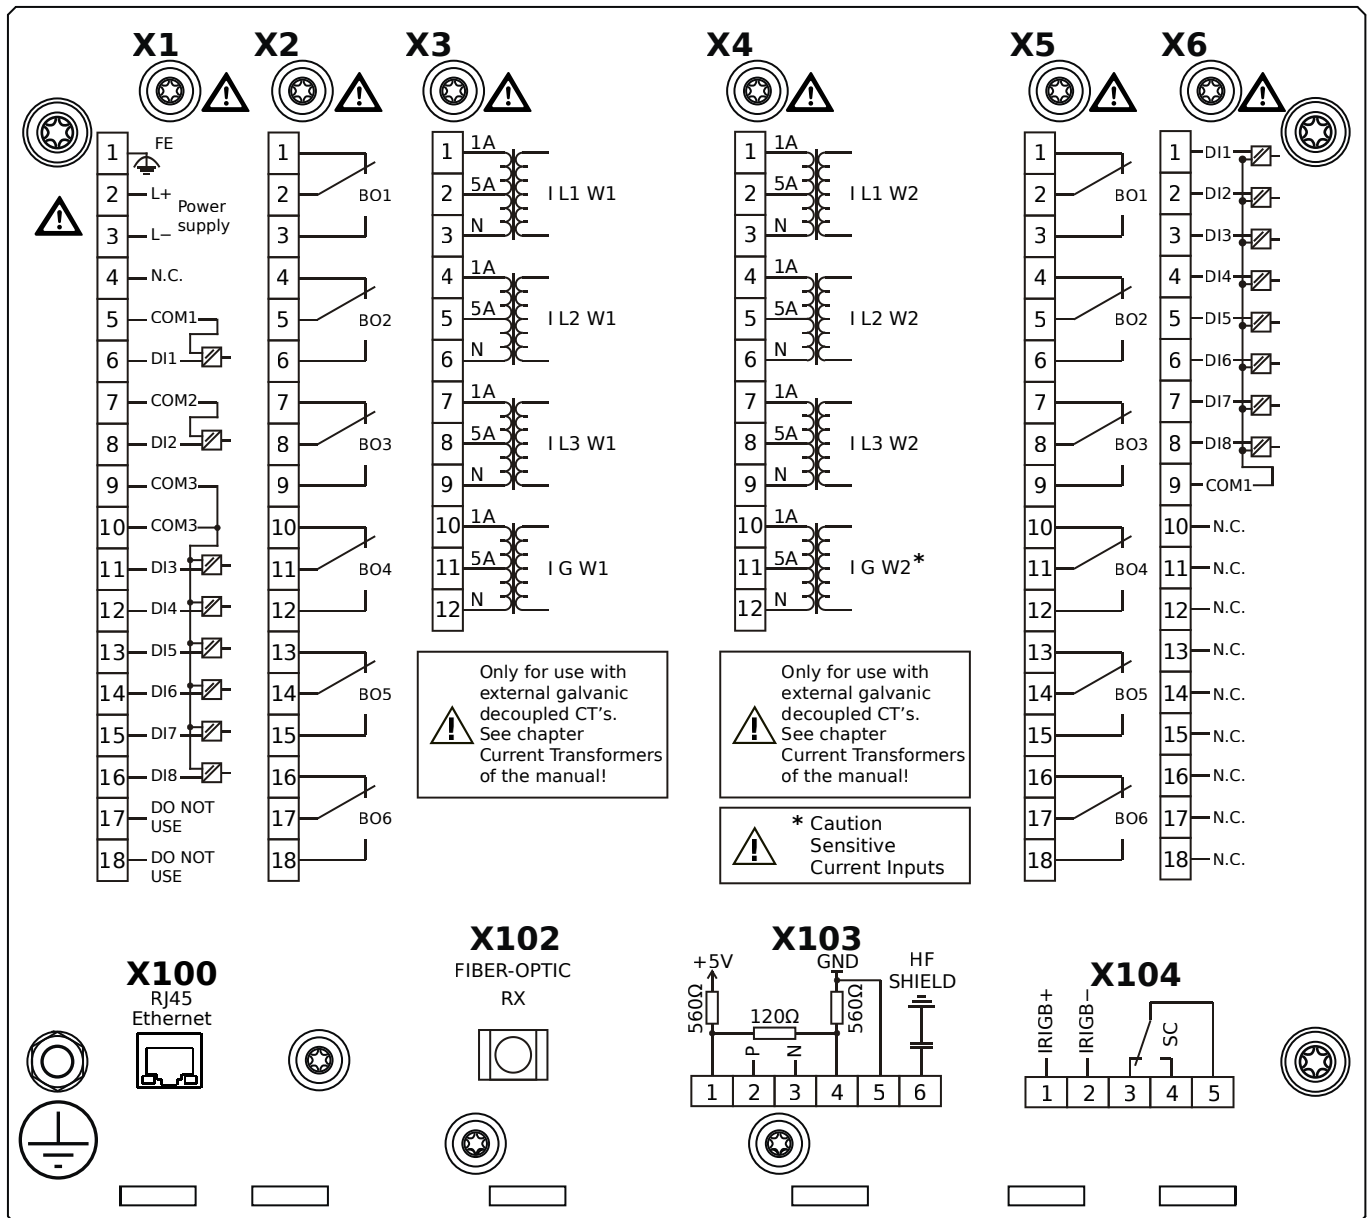 X1
X2
X3
X4
X5
X6
1 FE
2 L+
Power
supply
3 L−
4 N.C.
5 COM1
6 DI1
7 COM2
8 DI2
9 COM3
10 COM3
11 DI3
12 DI4
13 DI5
14 DI6
15 DI7
16 DI8
17 DO NOT
USE
18 DO NOT
USE
1
2 BO1
3
4
5 BO2
6
7
8 BO3
9
10
11 BO4
12
13
14 BO5
15
16
17 BO6
18
1 1A
2 5A I L1 W1
3 N
4 1A
5 5A I L2 W1
6 N
7 1A
8 5A I L3 W1
9 N
10 1A
11 5A I G W1
12 N
Only for use with
external galvanic
decoupled CT's.
See chapter
Current Transformers
of the manual!
1 1A
2 5A I L1 W2
3 N
4 1A
5 5A I L2 W2
6 N
7 1A
8 5A I L3 W2
9 N
10 1A
11 5A I G W2*
12 N
Only for use with
external galvanic
decoupled CT's.
See chapter
Current Transformers
of the manual!
* Caution
Sensitive
Current Inputs
1
2 BO1
3
4
5 BO2
6
7
8 BO3
9
10
11 BO4
12
13
14 BO5
15
16
17 BO6
18
1 DI1
2 DI2
3 DI3
4 DI4
5 DI5
6 DI6
7 DI7
8 DI8
9 COM1
10 N.C.
11 N.C.
12 N.C.
13 N.C.
14 N.C.
15 N.C.
16 N.C.
17 N.C.
18 N.C.
X100
RJ45
Ethernet
X102
FIBER-OPTIC
RX
X103
+5V
GND
HF
SHIELD
560Ω
120Ω
560Ω
P
N
1 2 3 4 5 6
X104
IRIGB+
IRIGB−
SC
1 2 3 4 5